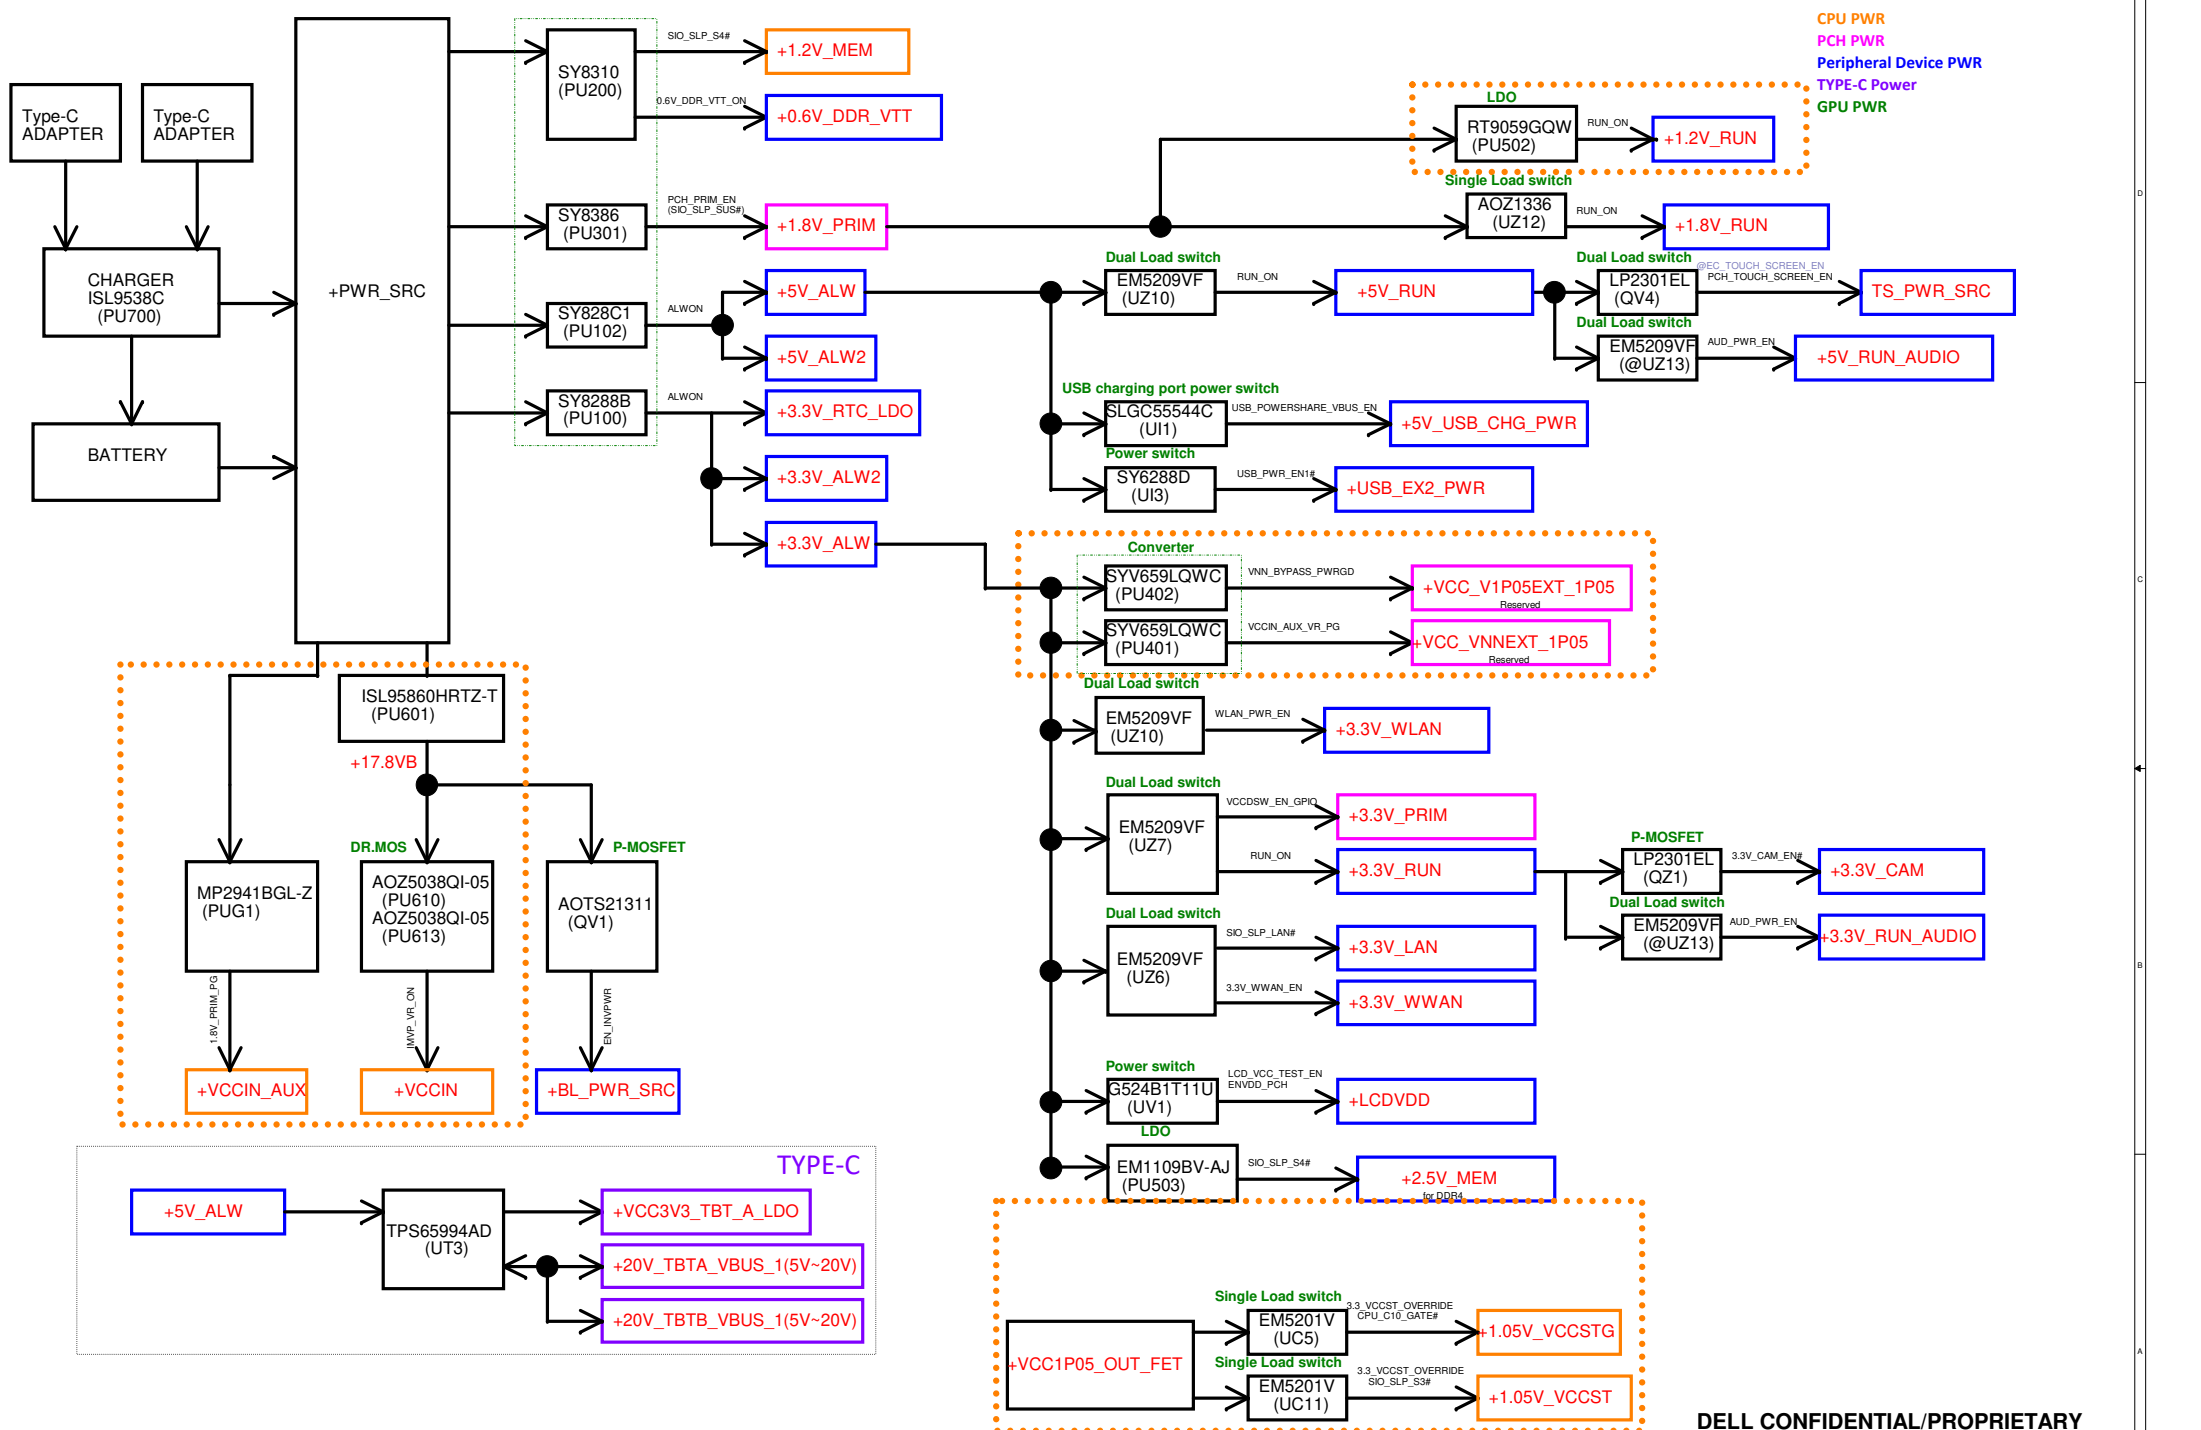 CPU PWR
PCH PWR
Peripheral Device PWR
TYPE-C Power
GPU PWR
Type-C
ADAPTER
Type-C
ADAPTER
CHARGER
ISL9538C
(PU700)
BATTERY
+PWR_SRC
SY8310
(PU200)
SIO_SLP_S4#
+1.2V_MEM
0.6V_DDR_VTT_ON
+0.6V_DDR_VTT
SY8386
(PU301)
PCH_PRIM_EN
(SIO_SLP_SUS#)
+1.8V_PRIM
SY828C1
(PU102)
ALWON
+5V_ALW
+5V_ALW2
SY8288B
(PU100)
ALWON
+3.3V_RTC_LDO
+3.3V_ALW2
+3.3V_ALW
LDO
RT9059GQW
(PU502)
RUN_ON
+1.2V_RUN
Single Load switch
AOZ1336
(UZ12)
RUN_ON
+1.8V_RUN
Dual Load switch
EM5209VF
(UZ10)
RUN_ON
+5V_RUN
Dual Load switch
LP2301EL
(QV4)
@EC_TOUCH_SCREEN_EN
PCH_TOUCH_SCREEN_EN
TS_PWR_SRC
Dual Load switch
EM5209VF
(@UZ13)
AUD_PWR_EN
+5V_RUN_AUDIO
USB charging port power switch
SLGC55544C
(UI1)
USB_POWERSHARE_VBUS_EN
+5V_USB_CHG_PWR
Power switch
SY6288D
(UI3)
USB_PWR_EN1#
+USB_EX2_PWR
Converter
SYV659LQWC
(PU402)
VNN_BYPASS_PWRGD
+VCC_V1P05EXT_1P05
Reserved
SYV659LQWC
(PU401)
VCCIN_AUX_VR_PG
+VCC_VNNEXT_1P05
Reserved
Dual Load switch
EM5209VF
(UZ10)
WLAN_PWR_EN
+3.3V_WLAN
Dual Load switch
EM5209VF
(UZ7)
VCCDSW_EN_GPIO
+3.3V_PRIM
RUN_ON
+3.3V_RUN
P-MOSFET
LP2301EL
(QZ1)
3.3V_CAM_EN#
+3.3V_CAM
Dual Load switch
EM5209VF
(@UZ13)
AUD_PWR_EN
+3.3V_RUN_AUDIO
Dual Load switch
EM5209VF
(UZ6)
SIO_SLP_LAN#
+3.3V_LAN
3.3V_WWAN_EN
+3.3V_WWAN
Power switch
G524B1T11U
(UV1)
LCD_VCC_TEST_EN
ENVDD_PCH
+LCDVDD
LDO
EM1109BV-AJ
(PU503)
SIO_SLP_S4#
+2.5V_MEM
for DDR4
ISL95860HRTZ-T
(PU601)
+17.8VB
MP2941BGL-Z
(PUG1)
1.8V_PRIM_PG
+VCCIN_AUX
DR.MOS
AOZ5038QI-05
(PU610)
AOZ5038QI-05
(PU613)
IMVP_VR_ON
+VCCIN
P-MOSFET
AOTS21311
(QV1)
EN_INVPWR
+BL_PWR_SRC
TYPE-C
+5V_ALW
TPS65994AD
(UT3)
+VCC3V3_TBT_A_LDO
+20V_TBTA_VBUS_1(5V~20V)
+20V_TBTB_VBUS_1(5V~20V)
+VCC1P05_OUT_FET
Single Load switch
EM5201V
(UC5)
3.3_VCCST_OVERRIDE
CPU_C10_GATE#
+1.05V_VCCSTG
Single Load switch
EM5201V
(UC11)
3.3_VCCST_OVERRIDE
SIO_SLP_S3#
+1.05V_VCCST
D
C
B
A
DELL CONFIDENTIAL/PROPRIETARY